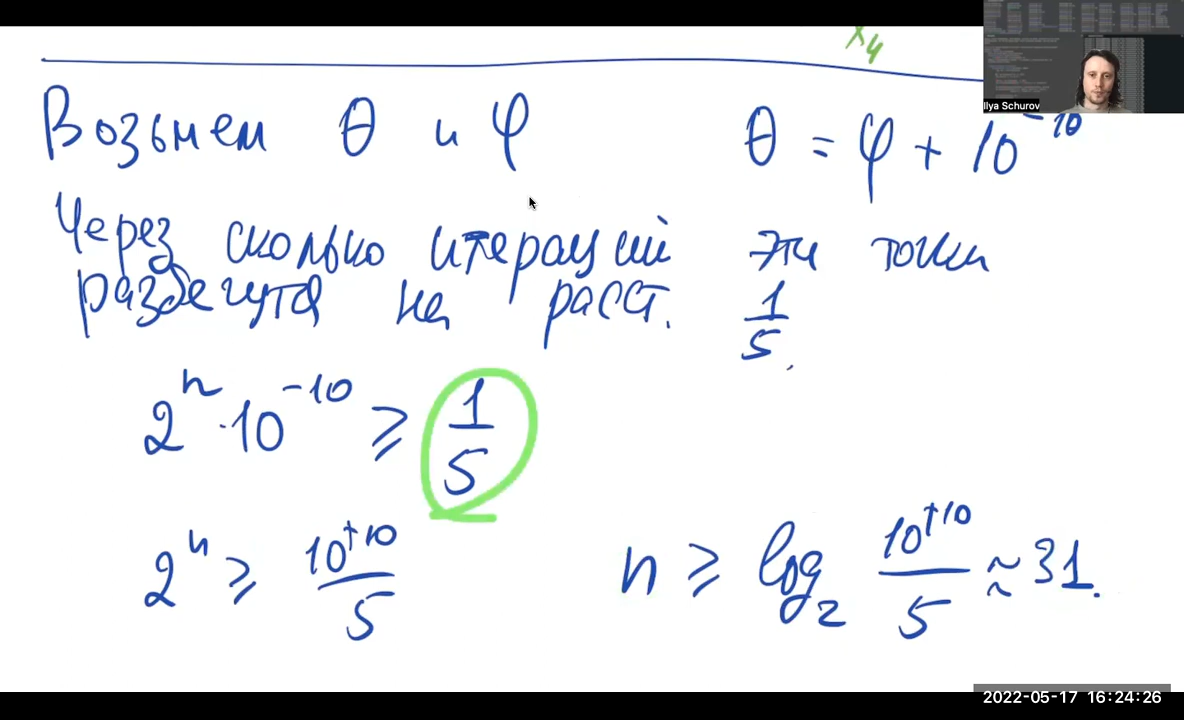 x₄
Ilya Schurov
Возьмем θ и φ θ = φ + 10⁻¹⁰
Через сколько итераций эти точки
разбегутся на расст. 1/5.
2ⁿ · 10⁻¹⁰ ≥ 1/5
2ⁿ ≥ 10⁺¹⁰/5 n ≥ log₂ 10⁺¹⁰/5 ≈ 31.
2022-05-17 16:24:26